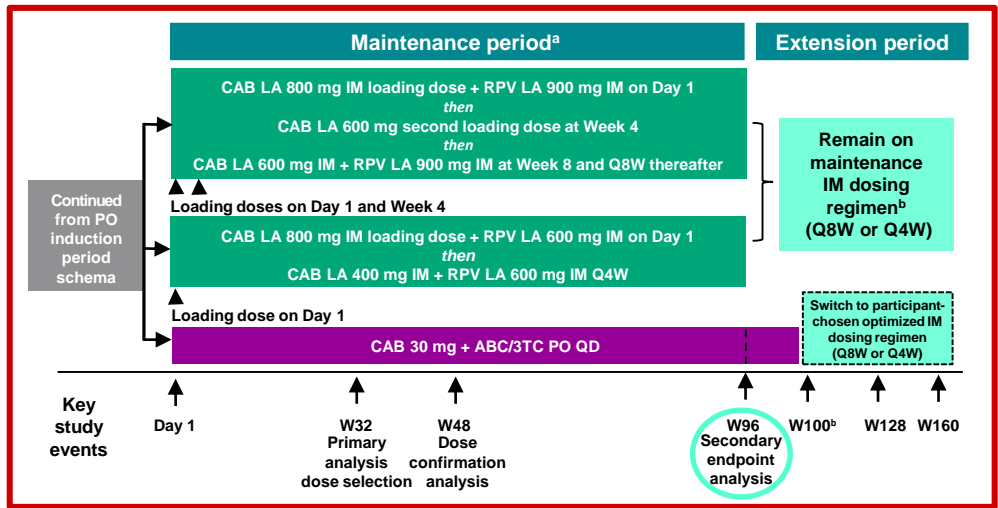 Maintenance periodᵃ
Extension period
CAB LA 800 mg IM loading dose + RPV LA 900 mg IM on Day 1
then
CAB LA 600 mg second loading dose at Week 4
then
CAB LA 600 mg IM + RPV LA 900 mg IM at Week 8 and Q8W thereafter
Loading doses on Day 1 and Week 4
Continued
from PO
induction
period
schema
CAB LA 800 mg IM loading dose + RPV LA 600 mg IM on Day 1
then
CAB LA 400 mg IM + RPV LA 600 mg IM Q4W
Loading dose on Day 1
Remain on
maintenance
IM dosing
regimenᵇ
(Q8W or Q4W)
CAB 30 mg + ABC/3TC PO QD
Switch to participant-
chosen optimized IM
dosing regimen
(Q8W or Q4W)
Key
study
events
Day 1
W32
Primary
analysis
dose selection
W48
Dose
confirmation
analysis
W96
Secondary
endpoint
analysis
W100ᵇ
W128
W160